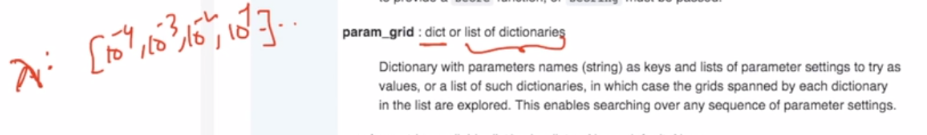 λ: [10⁻⁴, 10⁻³, 10⁻², 10⁻¹]...
param_grid : dict or list of dictionaries
Dictionary with parameters names (string) as keys and lists of parameter settings to try as
values, or a list of such dictionaries, in which case the grids spanned by each dictionary
in the list are explored. This enables searching over any sequence of parameter settings.